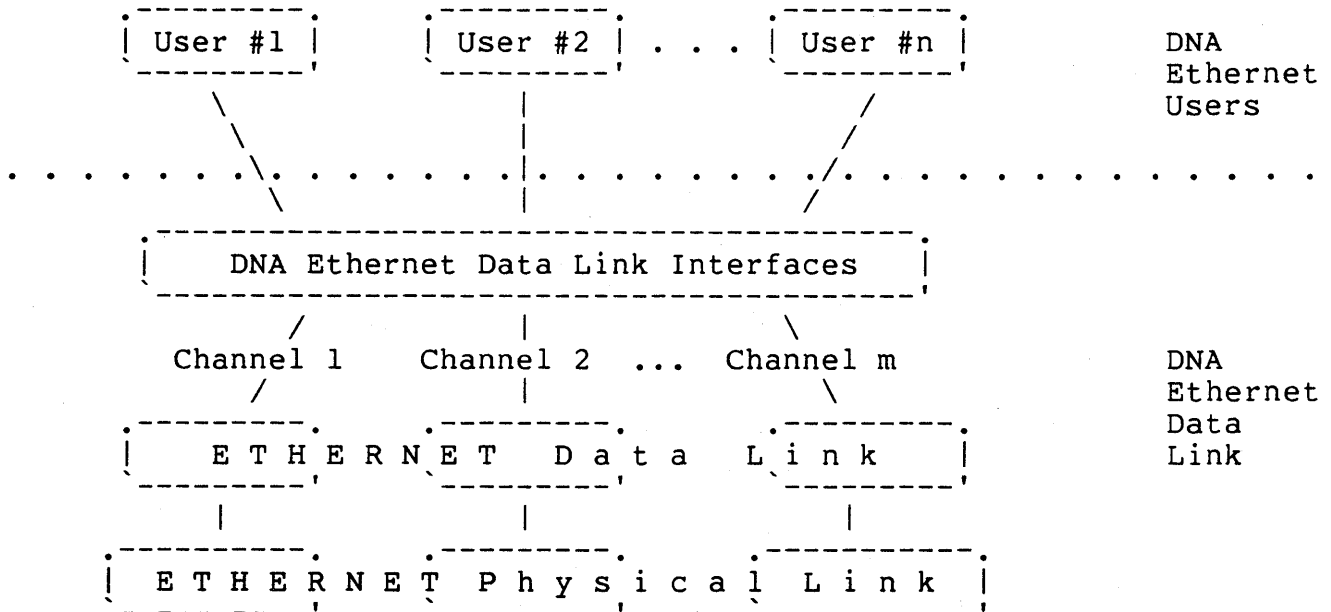 User #1 User #2 . . . User #n DNA
Ethernet
Users
DNA Ethernet Data Link Interfaces
Channel 1 Channel 2 ... Channel m DNA
Ethernet
E T H E R N E T D a t a L i n k Data
Link
E T H E R N E T P h y s i c a l L i n k